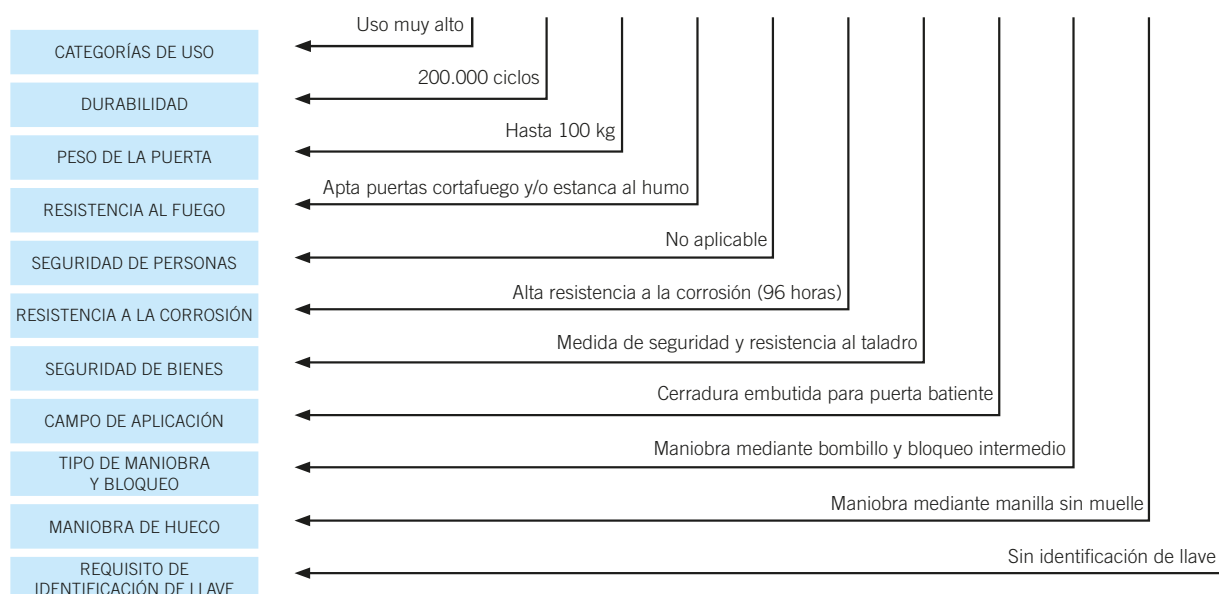 Uso muy alto
CATEGORÍAS DE USO
200.000 ciclos
DURABILIDAD
Hasta 100 kg
PESO DE LA PUERTA
Apta puertas cortafuego y/o estanca al humo
RESISTENCIA AL FUEGO
No aplicable
SEGURIDAD DE PERSONAS
Alta resistencia a la corrosión (96 horas)
RESISTENCIA A LA CORROSIÓN
Medida de seguridad y resistencia al taladro
SEGURIDAD DE BIENES
Cerradura embutida para puerta batiente
CAMPO DE APLICACIÓN
Maniobra mediante bombillo y bloqueo intermedio
TIPO DE MANIOBRA
Y BLOQUEO
Maniobra mediante manilla sin muelle
MANIOBRA DE HUECO
Sin identificación de llave
REQUISITO DE
IDENTIFICACIÓN DE LLAVE